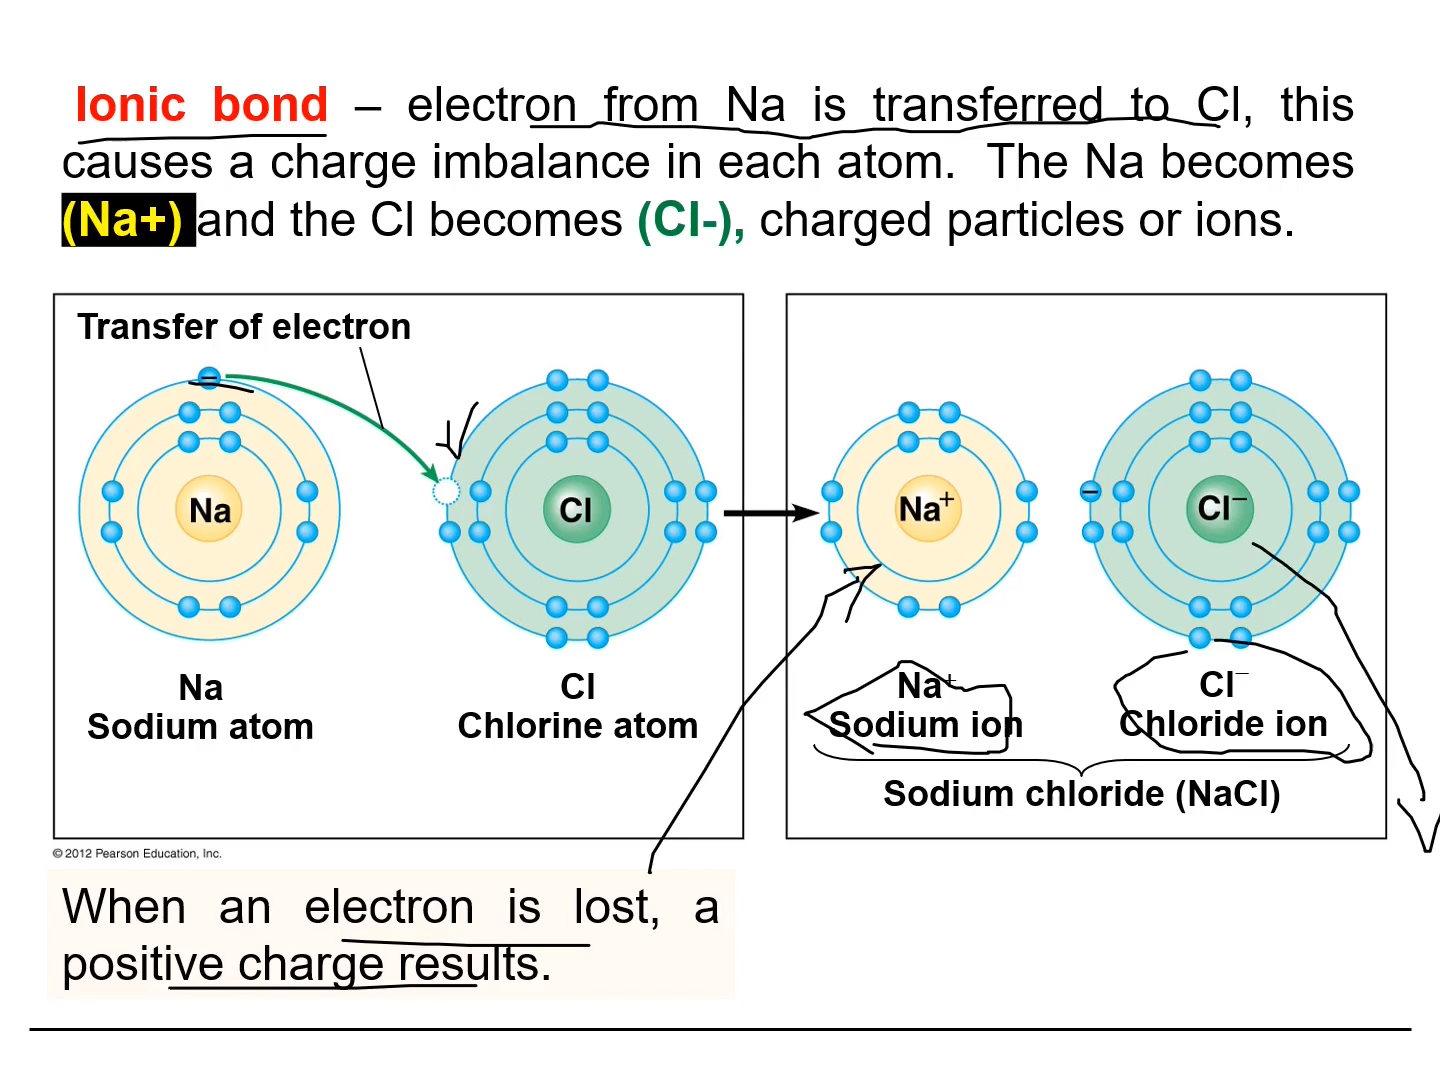 Ionic bond – electron from Na is transferred to Cl, this
causes a charge imbalance in each atom. The Na becomes
(Na+) and the Cl becomes (Cl-), charged particles or ions.
Transfer of electron
–
Na
Cl
Na+
–
Cl–
Na
Sodium atom
Cl
Chlorine atom
Na+
Sodium ion
Cl–
Chloride ion
Sodium chloride (NaCl)
© 2012 Pearson Education, Inc.
When an electron is lost, a
positive charge results.